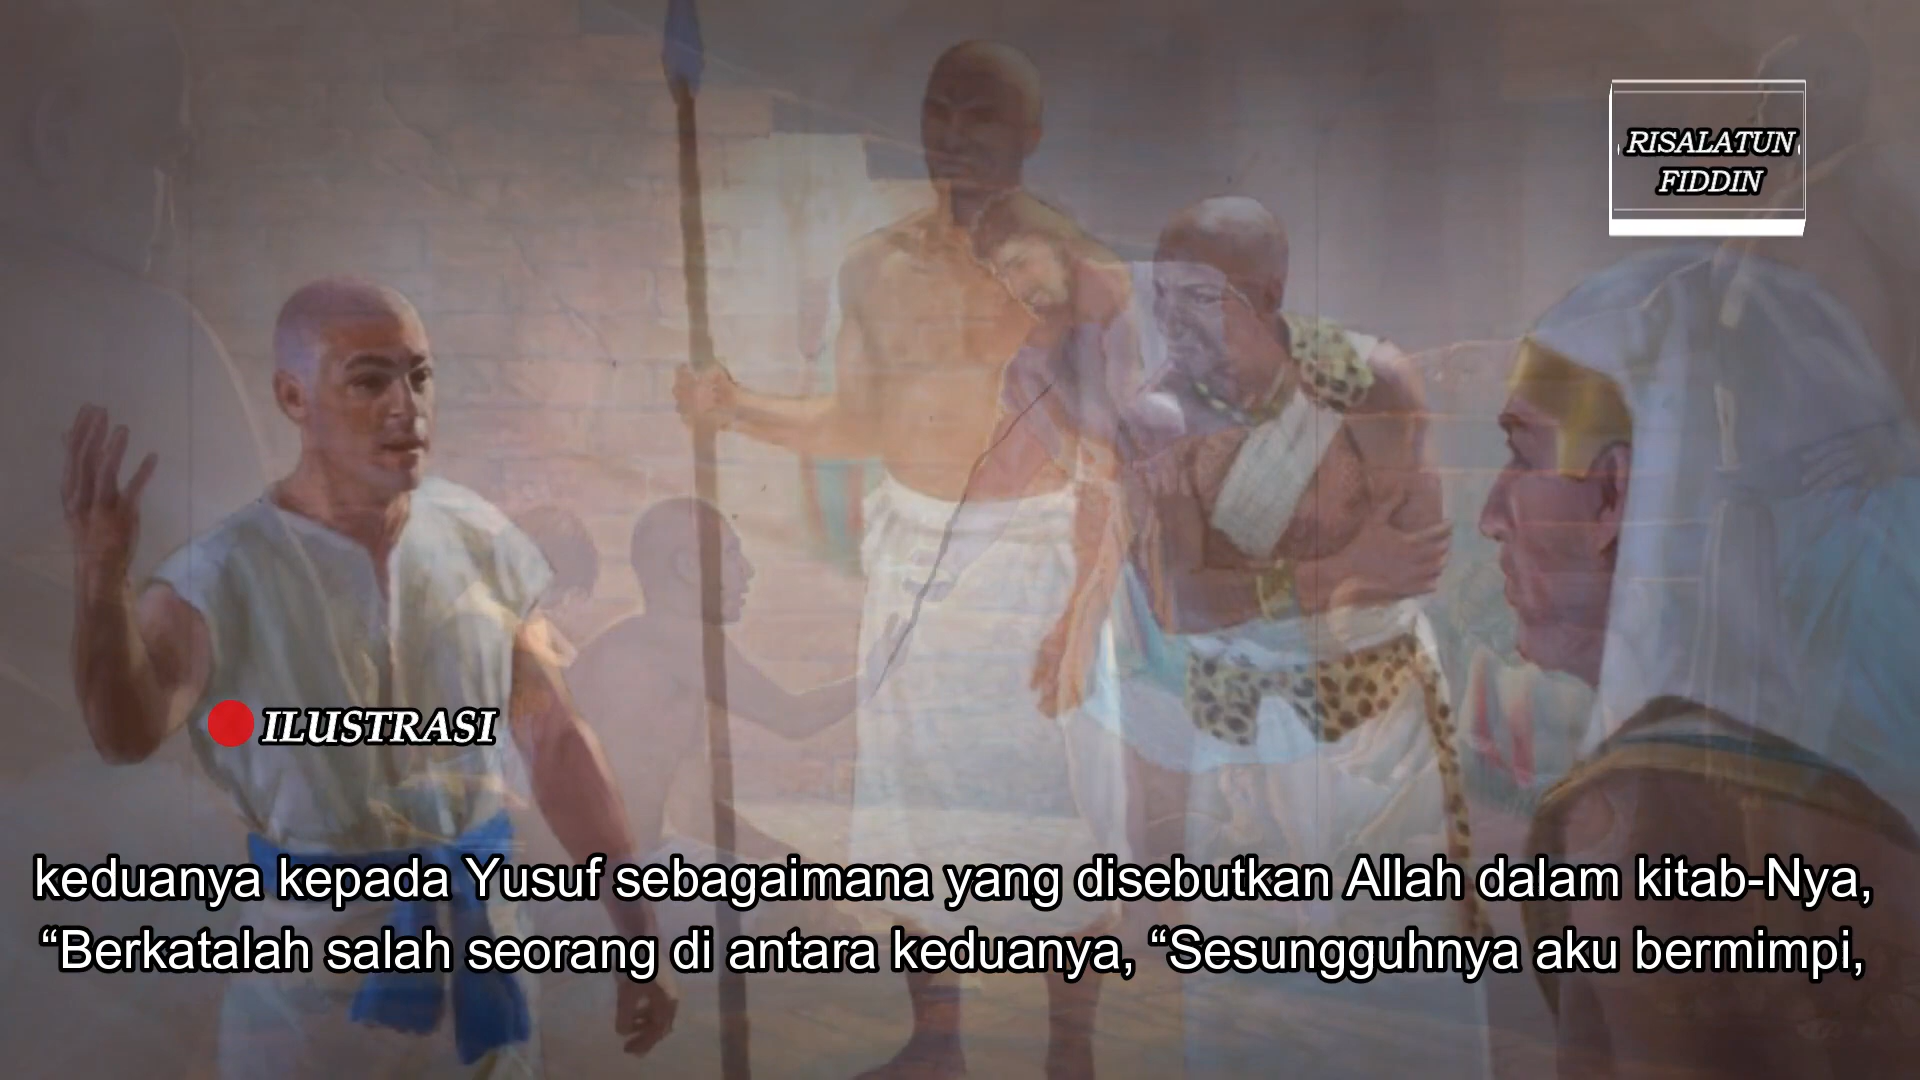 RISALATUN
FIDDIN
ILUSTRASI
keduanya kepada Yusuf sebagaimana yang disebutkan Allah dalam kitab-Nya,
“Berkatalah salah seorang di antara keduanya, “Sesungguhnya aku bermimpi,